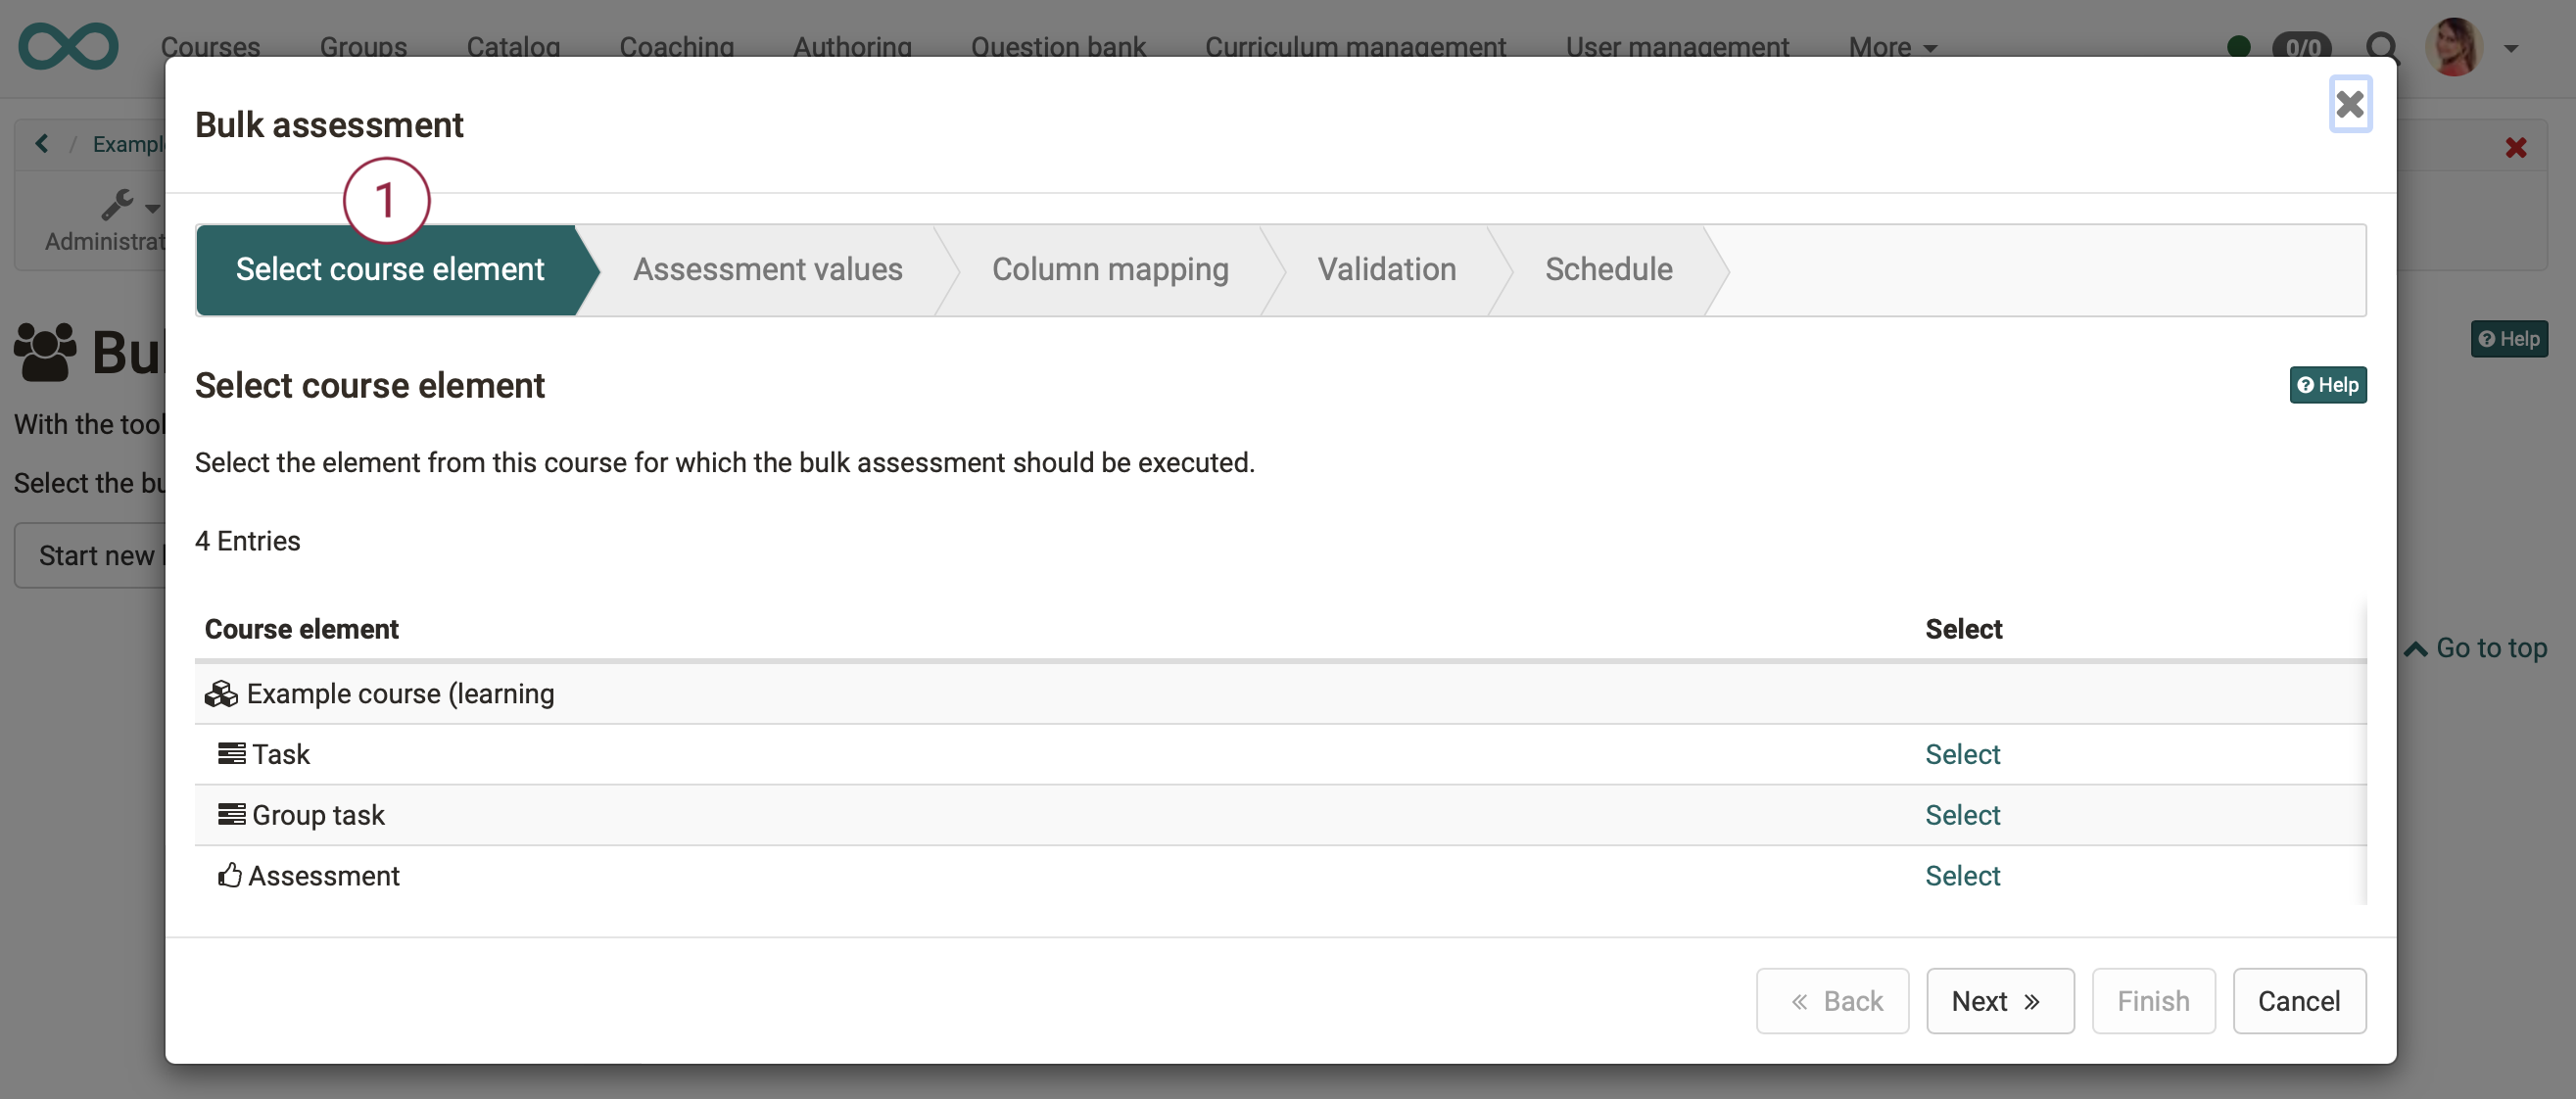 Courses Groups Catalog Coaching Authoring Question bank Curriculum management User management More 0/0
Bulk assessment
/ Exampl
1
Administrat
Select course element Assessment values Column mapping Validation Schedule
Bul
Help
Select course element
Help
With the tool
Select the element from this course for which the bulk assessment should be executed.
Select the bu
4 Entries
Start new
Course element Select
Go to top
Example course (learning
Task Select
Group task Select
Assessment Select
« Back Next » Finish Cancel